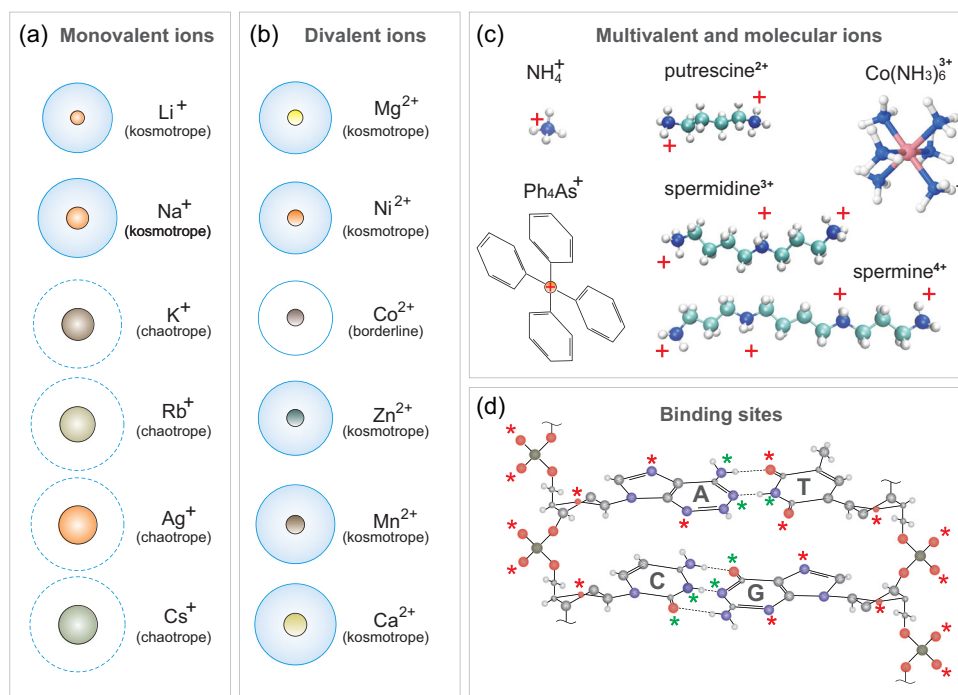 (a) Monovalent ions
Li⁺
(kosmotrope)
Na⁺
(kosmotrope)
K⁺
(chaotrope)
Rb⁺
(chaotrope)
Ag⁺
(chaotrope)
Cs⁺
(chaotrope)
(b) Divalent ions
Mg²⁺
(kosmotrope)
Ni²⁺
(kosmotrope)
Co²⁺
(borderline)
Zn²⁺
(kosmotrope)
Mn²⁺
(kosmotrope)
Ca²⁺
(kosmotrope)
(c) Multivalent and molecular ions
NH₄⁺
putrescine²⁺
Co(NH₃)₆³⁺
Ph₄As⁺
spermidine³⁺
spermine⁴⁺
(d) Binding sites
A T
C G